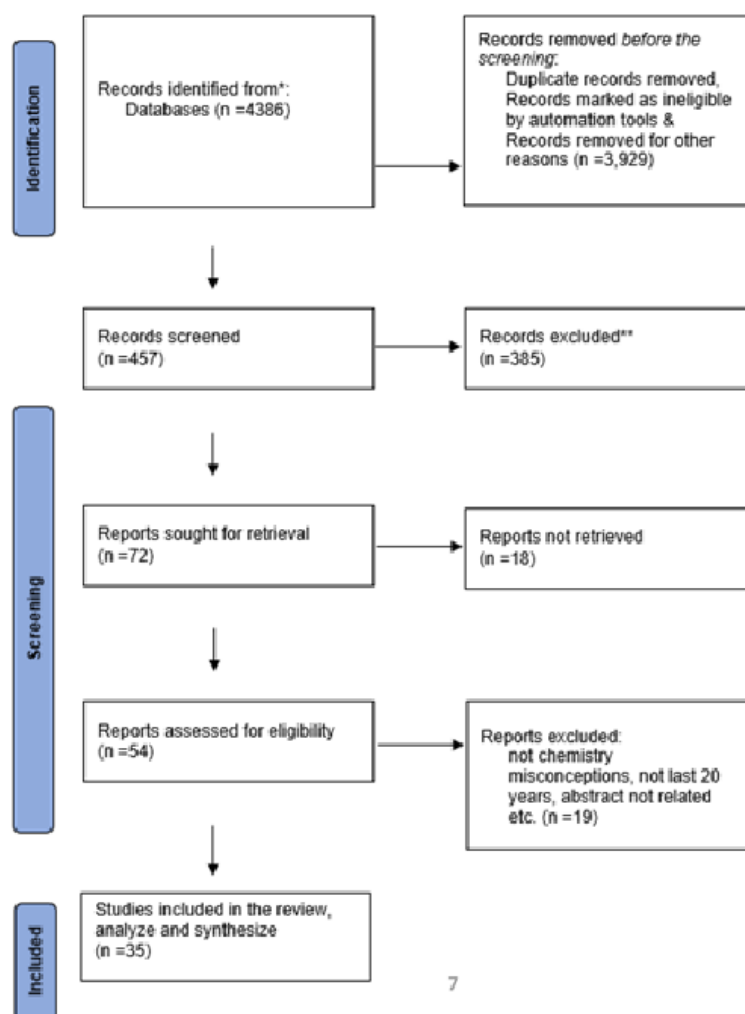 Identification
Records identified from*:
Databases (n =4386)
Records removed before the
screening:
Duplicate records removed,
Records marked as ineligible
by automation tools &
Records removed for other
reasons (n =3,929)
Records screened
(n =457)
Records excluded**
(n =385)
Screening
Reports sought for retrieval
(n =72)
Reports not retrieved
(n =18)
Reports assessed for eligibility
(n =54)
Reports excluded:
not chemistry
misconceptions, not last 20
years, abstract not related
etc. (n =19)
Included
Studies included in the review,
analyze and synthesize
(n =35)
7